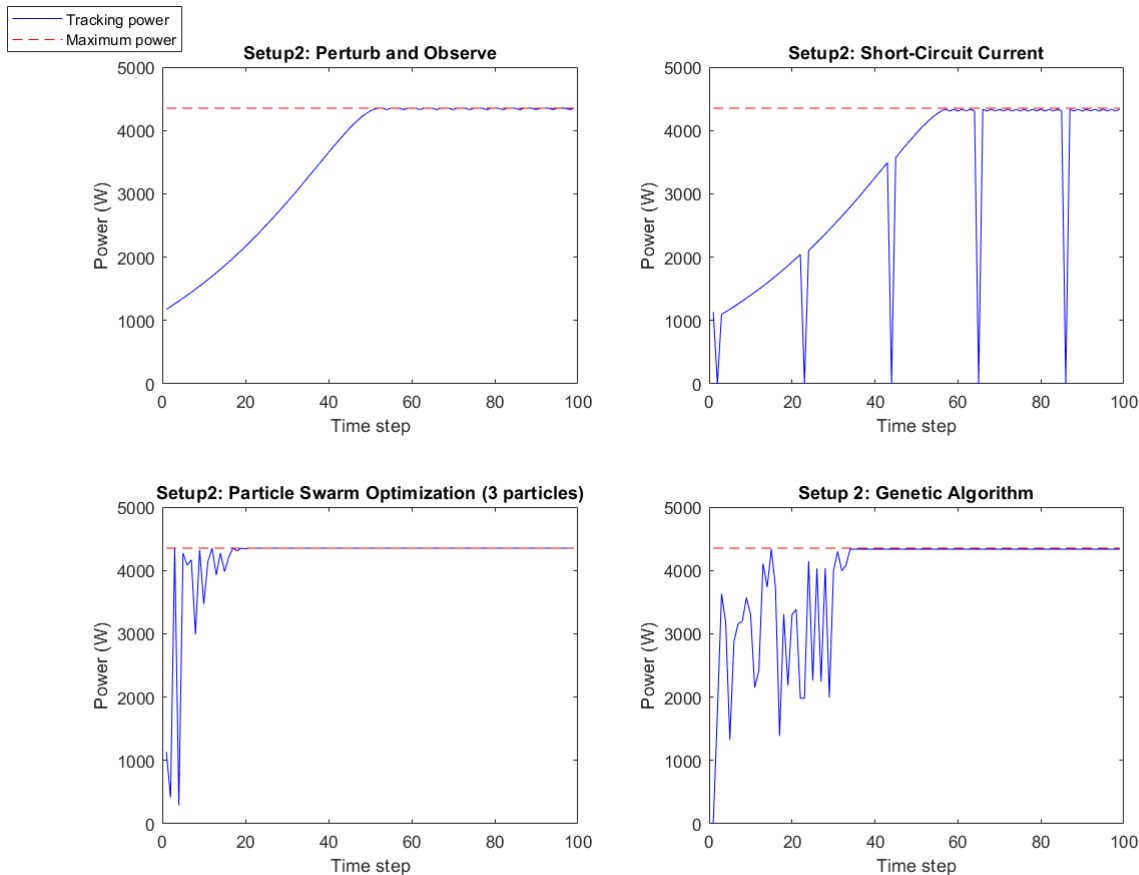 Tracking power
Maximum power
Setup2: Perturb and Observe
5000
4000
3000
2000
1000
0
Power (W)
0 20 40 60 80 100
Time step
Setup2: Short-Circuit Current
5000
4000
3000
2000
1000
0
Power (W)
0 20 40 60 80 100
Time step
Setup2: Particle Swarm Optimization (3 particles)
5000
4000
3000
2000
1000
0
Power (W)
0 20 40 60 80 100
Time step
Setup 2: Genetic Algorithm
5000
4000
3000
2000
1000
0
Power (W)
0 20 40 60 80 100
Time step